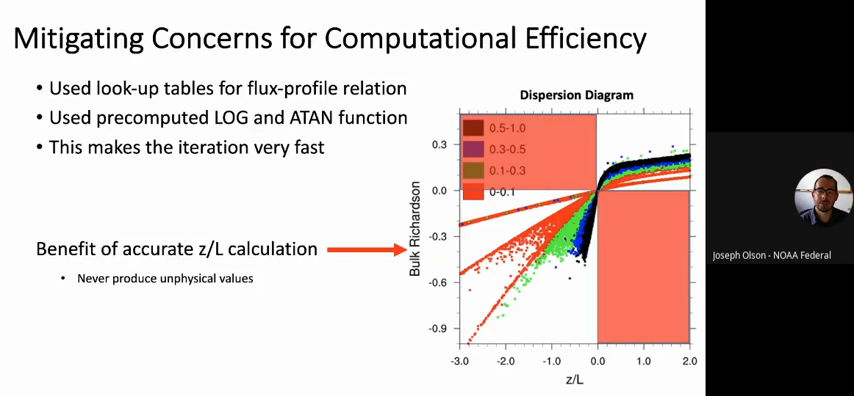 Mitigating Concerns for Computational Efficiency
• Used look-up tables for flux-profile relation
• Used precomputed LOG and ATAN function
• This makes the iteration very fast
Benefit of accurate z/L calculation
• Never produce unphysical values
Dispersion Diagram
0.5-1.0
0.3-0.5
0.1-0.3
0-0.1
0.3
0.0
-0.3
-0.6
-0.9
Bulk Richardson
-3.0 -2.0 -1.0 0.0 1.0 2.0
z/L
Joseph Olson - NOAA Federal